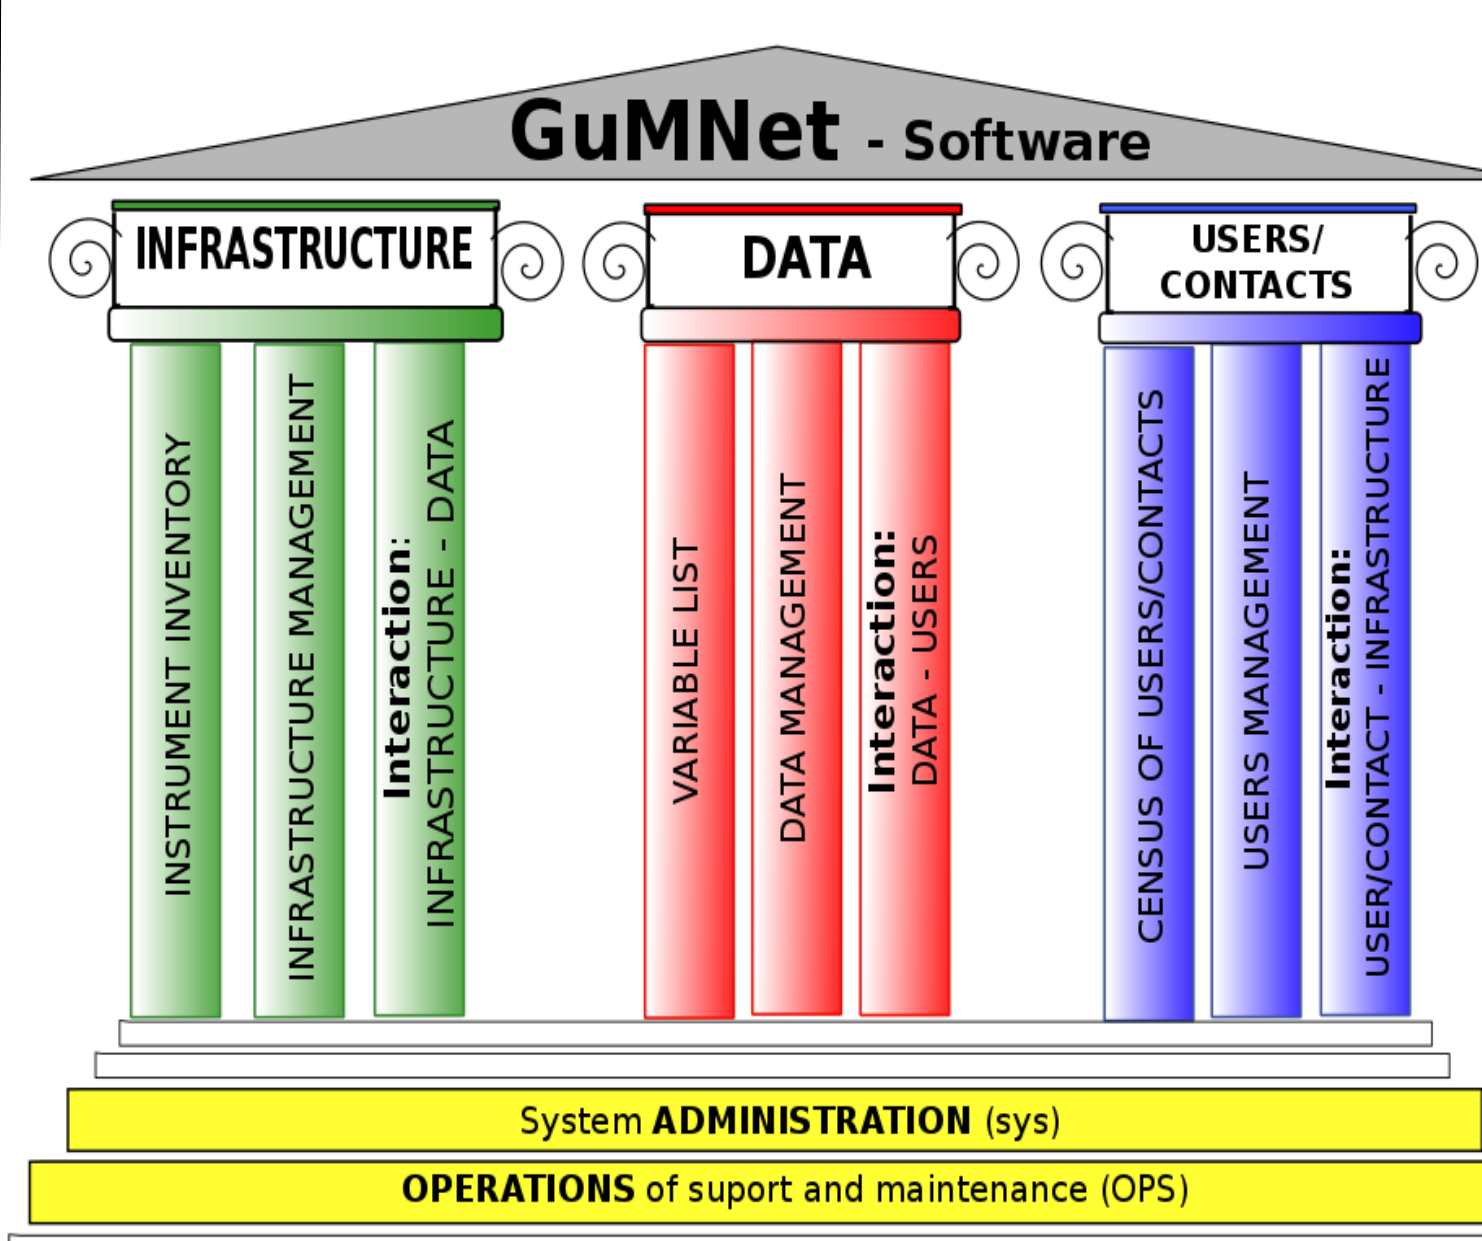 GuMNet - Software
INFRASTRUCTURE
INSTRUMENT INVENTORY
INFRASTRUCTURE MANAGEMENT
Interaction:
INFRASTRUCTURE - DATA
DATA
VARIABLE LIST
DATA MANAGEMENT
Interaction:
DATA - USERS
USERS/
CONTACTS
CENSUS OF USERS/CONTACTS
USERS MANAGEMENT
Interaction:
USER/CONTACT - INFRASTRUCTURE
System ADMINISTRATION (sys)
OPERATIONS of suport and maintenance (OPS)